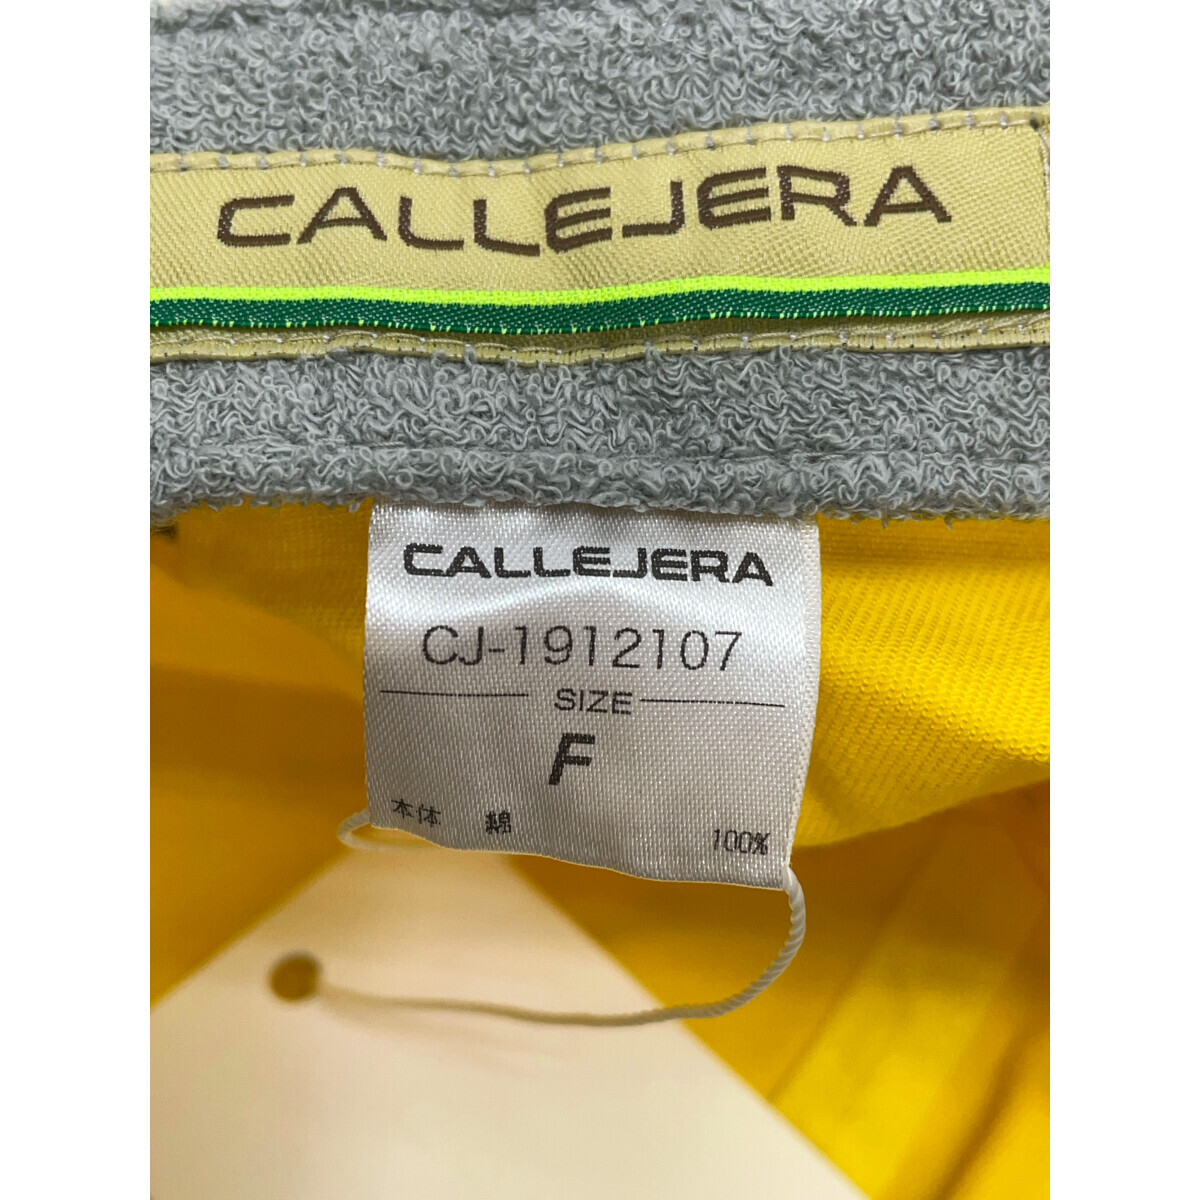 CALLEJERA
CALLEJERA
CJ-1912107
SIZE
F
本体 綿 100%